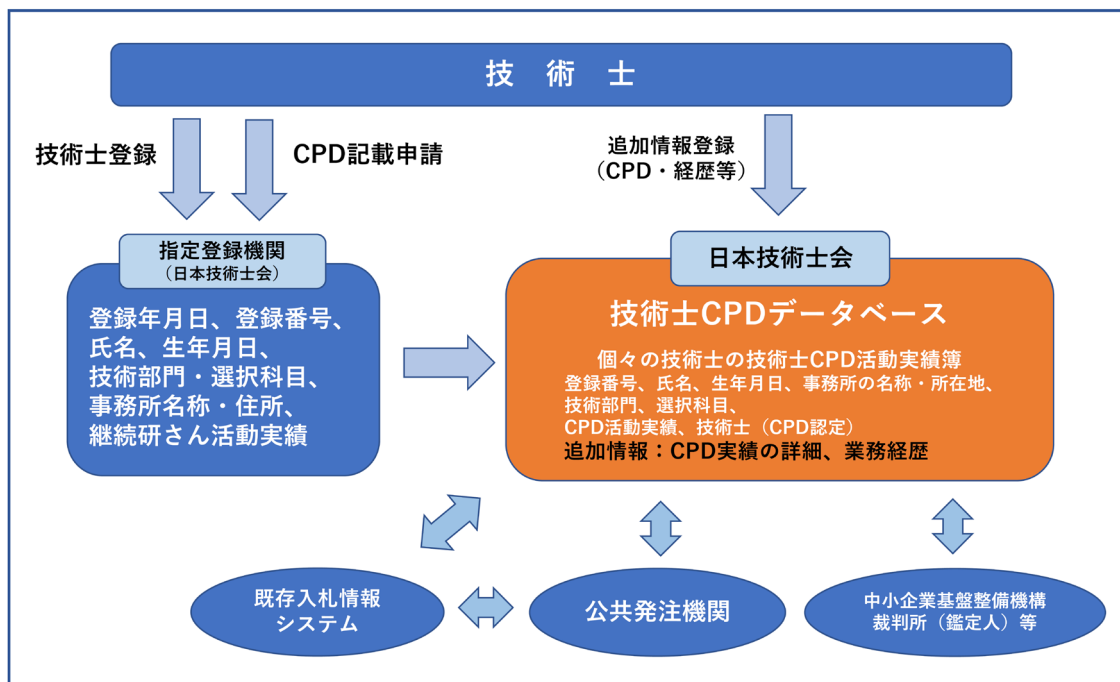 技 術 士
技術士登録
CPD記載申請
追加情報登録
（CPD・経歴等）
指定登録機関
（日本技術士会）
登録年月日、登録番号、
氏名、生年月日、
技術部門・選択科目、
事務所名称・住所、
継続研さん活動実績
日本技術士会
技術士CPDデータベース
個々の技術士の技術士CPD活動実績簿
登録番号、氏名、生年月日、事務所の名称・所在地、
技術部門、選択科目、
CPD活動実績、技術士（CPD認定）
追加情報：CPD実績の詳細、業務経歴
既存入札情報
システム
公共発注機関
中小企業基盤整備機構
裁判所（鑑定人）等